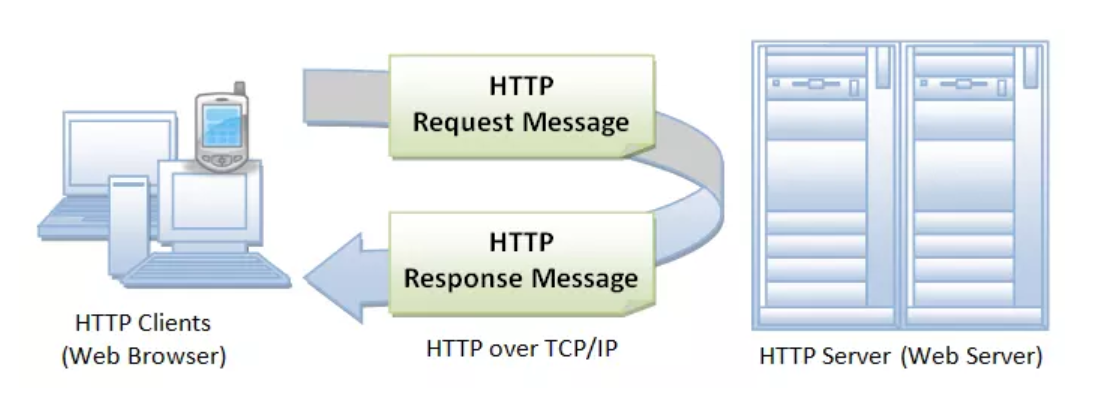 HTTP
Request Message
HTTP
Response Message
HTTP Clients
(Web Browser)
HTTP over TCP/IP
HTTP Server (Web Server)